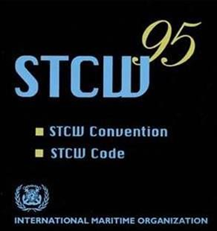 STCW 95
STCW Convention
STCW Code
INTERNATIONAL MARITIME ORGANIZATION